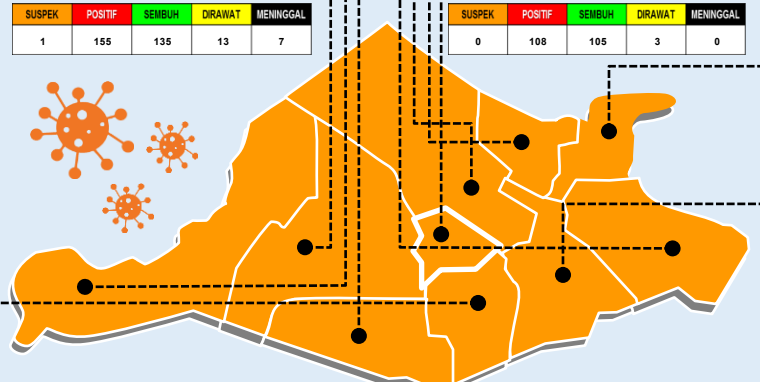 SUSPEK POSITIF SEMBUH DIRAWAT MENINGGAL
1 155 135 13 7
SUSPEK POSITIF SEMBUH DIRAWAT MENINGGAL
0 108 105 3 0